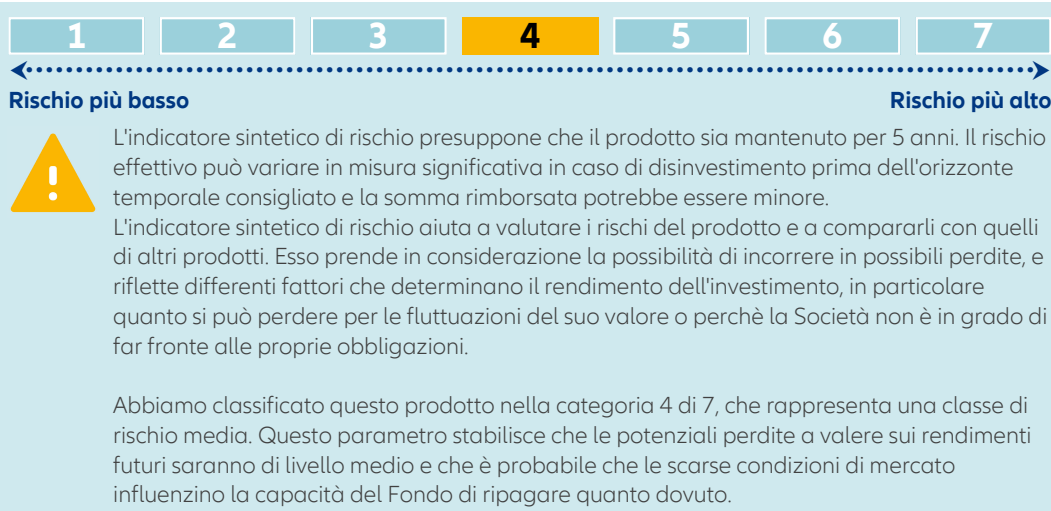 1 2 3 4 5 6 7
Rischio più basso Rischio più alto
L'indicatore sintetico di rischio presuppone che il prodotto sia mantenuto per 5 anni. Il rischio
effettivo può variare in misura significativa in caso di disinvestimento prima dell'orizzonte
temporale consigliato e la somma rimborsata potrebbe essere minore.
L'indicatore sintetico di rischio aiuta a valutare i rischi del prodotto e a compararli con quelli
di altri prodotti. Esso prende in considerazione la possibilità di incorrere in possibili perdite, e
riflette differenti fattori che determinano il rendimento dell'investimento, in particolare
quanto si può perdere per le fluttuazioni del suo valore o perchè la Società non è in grado di
far fronte alle proprie obbligazioni.
Abbiamo classificato questo prodotto nella categoria 4 di 7, che rappresenta una classe di
rischio media. Questo parametro stabilisce che le potenziali perdite a valere sui rendimenti
futuri saranno di livello medio e che è probabile che le scarse condizioni di mercato
influenzino la capacità del Fondo di ripagare quanto dovuto.